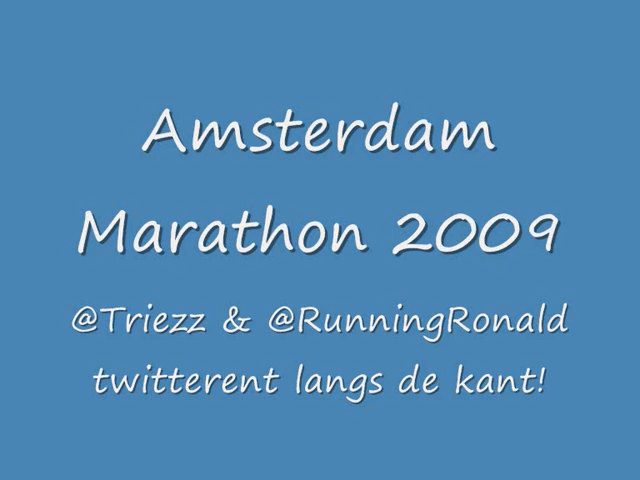 Amsterdam
Marathon 2009
@Triezz & @RunningRonald
twitterent langs de kant!